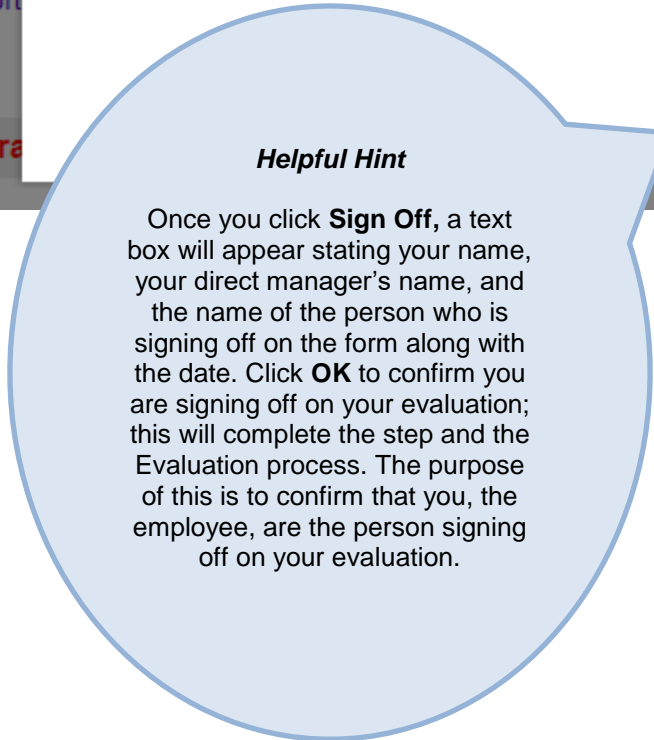 Helpful Hint
Once you click Sign Off, a text
box will appear stating your name,
your direct manager’s name, and
the name of the person who is
signing off on the form along with
the date. Click OK to confirm you
are signing off on your evaluation;
this will complete the step and the
Evaluation process. The purpose
of this is to confirm that you, the
employee, are the person signing
off on your evaluation.